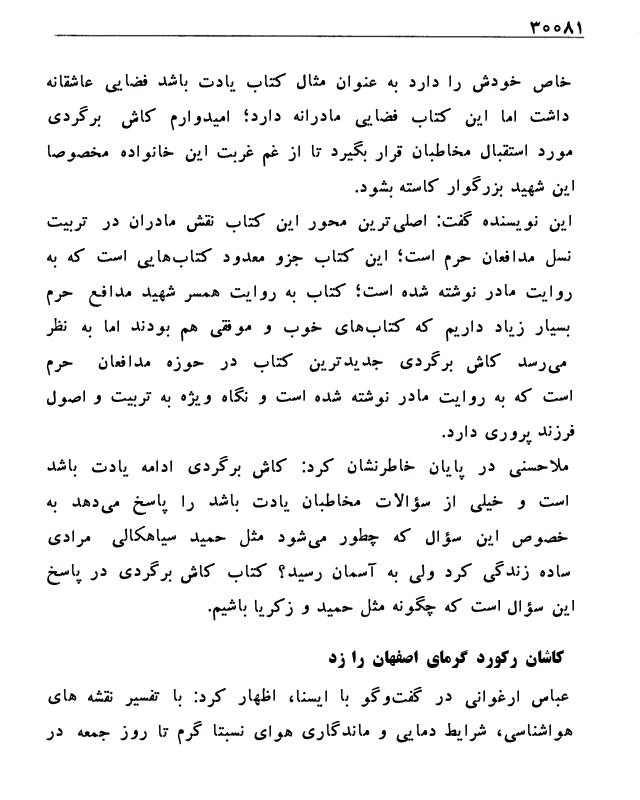 ۳۰۰۸۱
خاص خودش را دارد به عنوان مثال کتاب یادت باشد فضایی عاشقانه
داشت اما این کتاب فضایی مادرانه دارد؛ امیدوارم کاش برگردی
مورد استقبال مخاطبان قرار بگیرد تا از غم غربت این خانواده مخصوصا
این شهید بزرگوار کاسته بشود.
این نویسنده گفت: اصلی‌ترین محور این کتاب نقش مادران در تربیت
نسل مدافعان حرم است؛ این کتاب جزو معدود کتاب‌هایی است که به
روایت مادر نوشته شده است؛ کتاب به روایت همسر شهید مدافع حرم
بسیار زیاد داریم که کتاب‌های خوب و موفقی هم بودند اما به نظر
می‌رسد کاش برگردی جدیدترین کتاب در حوزه مدافعان حرم
است که به روایت مادر نوشته شده است و نگاه ویژه به تربیت و اصول
فرزند پروری دارد.
ملاحسنی در پایان خاطرنشان کرد: کاش برگردی ادامه یادت باشد
است و خیلی از سؤالات مخاطبان یادت باشد را پاسخ می‌دهد به
خصوص این سؤال که چطور می‌شود مثل حمید سیاهکالی مرادی
ساده زندگی کرد ولی به آسمان رسید؟ کتاب کاش برگردی در پاسخ
این سؤال است که چگونه مثل حمید و زکریا باشیم.
کاشان رکورد گرمای اصفهان را زد
عباس ارغوانی در گفت‌وگو با ایسنا، اظهار کرد: با تفسیر نقشه های
هواشناسی، شرایط دمایی و ماندگاری هوای نسبتا گرم تا روز جمعه در